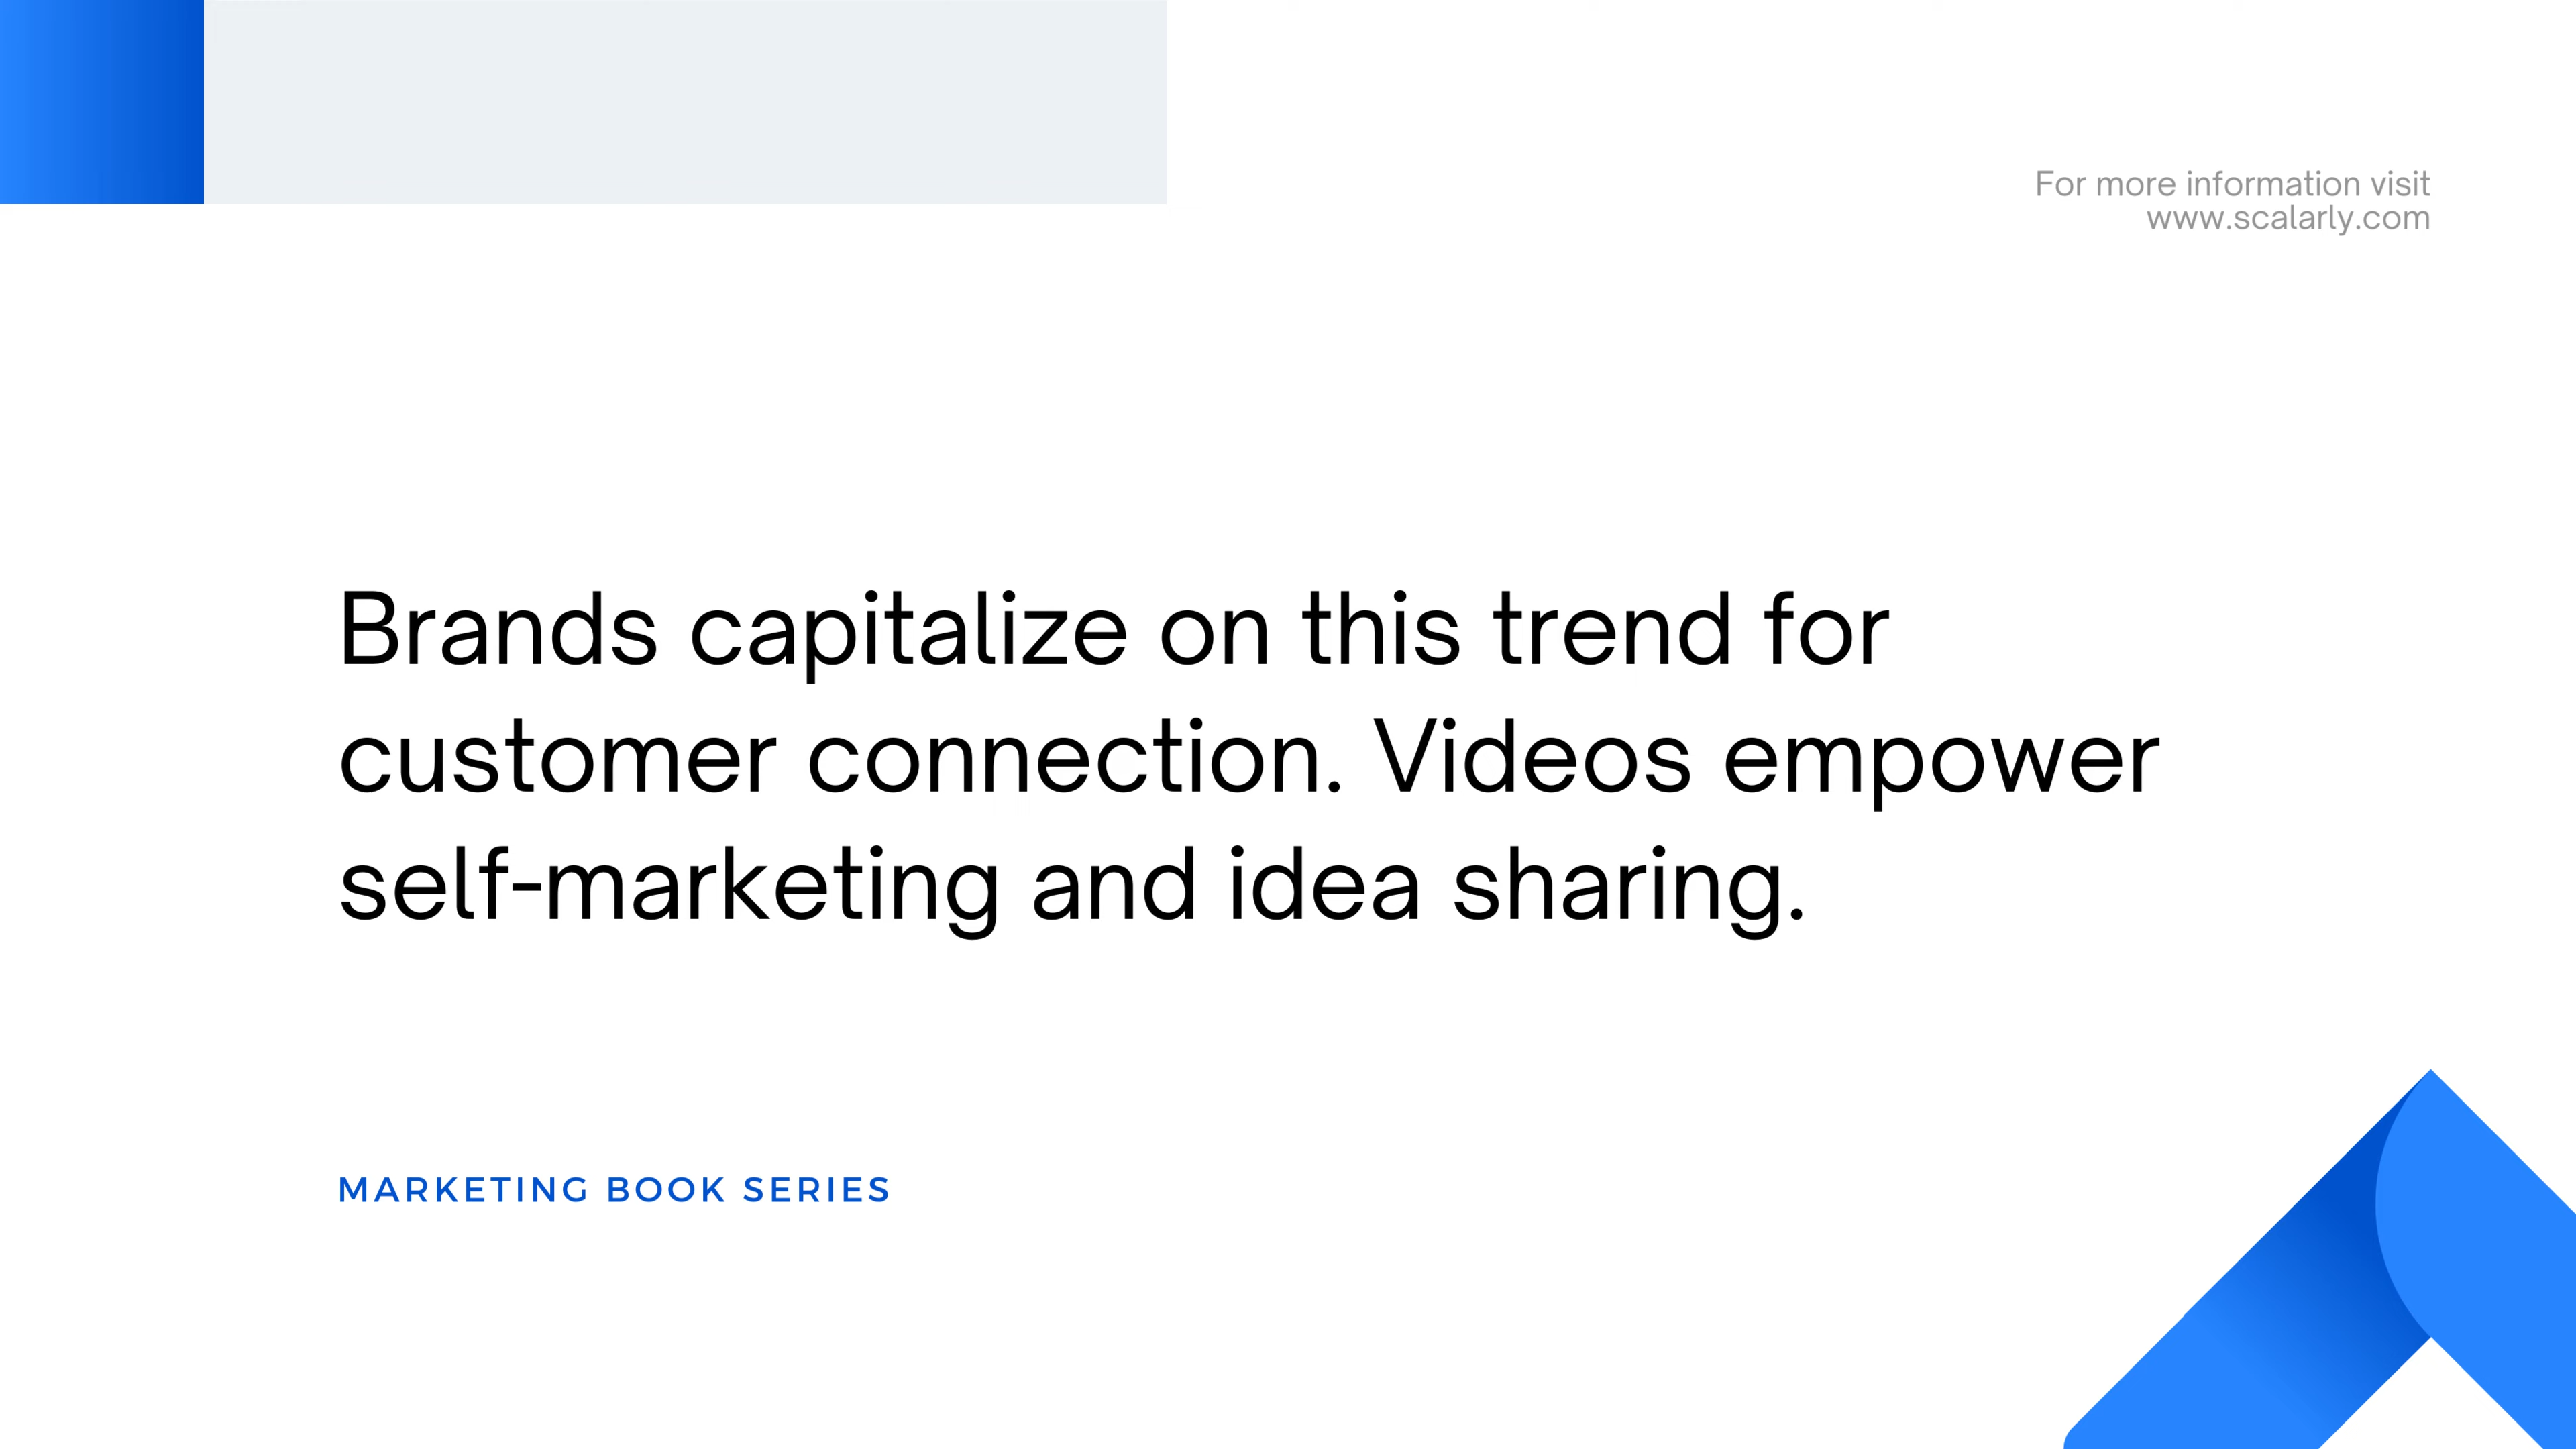 For more information visit
www.scalarly.com
Brands capitalize on this trend for
customer connection. Videos empower
self-marketing and idea sharing.
MARKETING BOOK SERIES